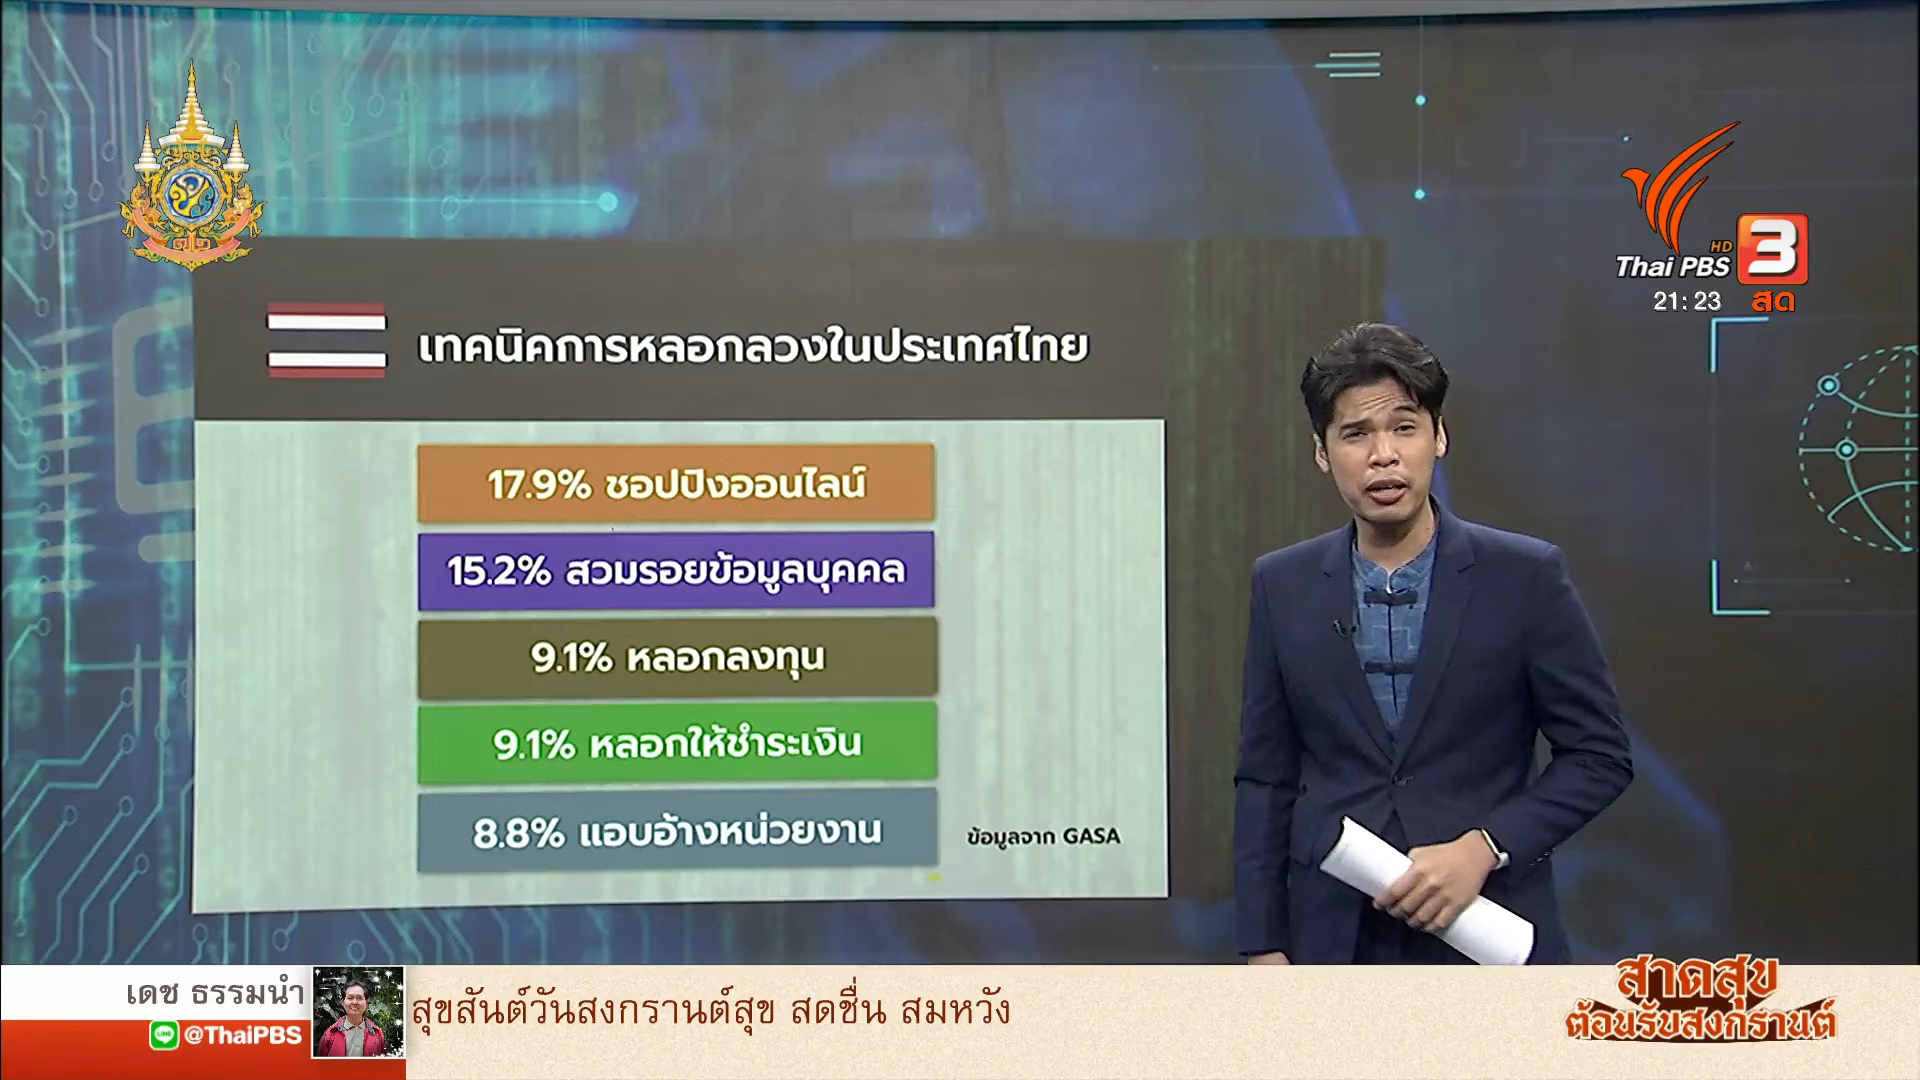 HD
Thai PBS 3
21:23 สด
เทคนิคการหลอกลวงในประเทศไทย
17.9% ชอปปิงออนไลน์
15.2% สวมรอยข้อมูลบุคคล
9.1% หลอกลงทุน
9.1% หลอกให้ชำระเงิน
8.8% แอบอ้างหน่วยงาน
ข้อมูลจาก GASA
เดช ธรรมนำ
LINE @ThaiPBS
สุขสันต์วันสงกรานต์สุข สดชื่น สมหวัง
สาดสุข
ต้อนรับสงกรานต์